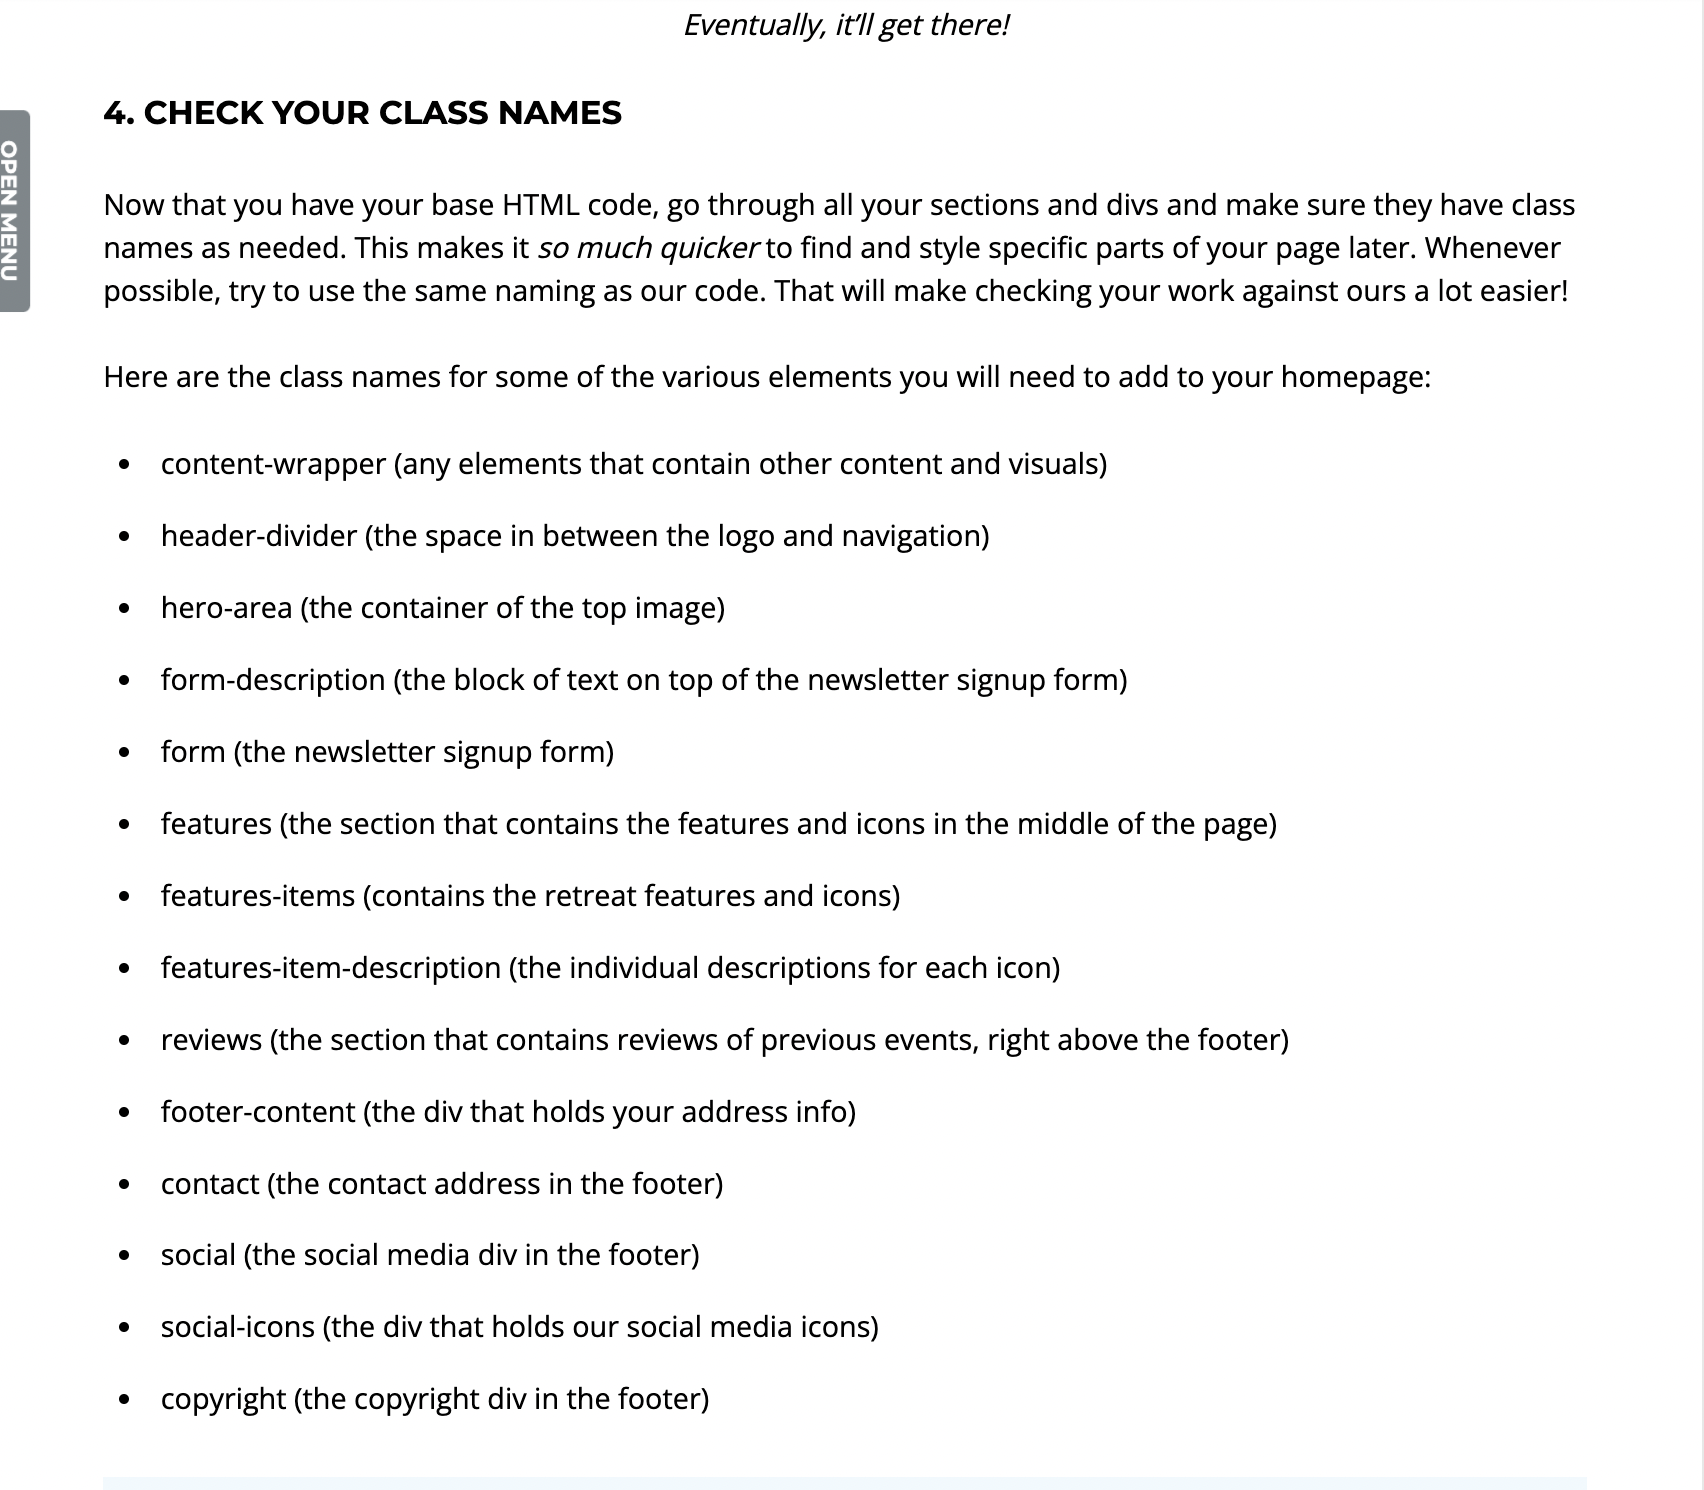 Eventually, it'll get there!
4. CHECK YOUR CLASS NAMES
OPEN MENU
Now that you have your base HTML code, go through all your sections and divs and make sure they have class
names as needed. This makes it so much quicker to find and style specific parts of your page later. Whenever
possible, try to use the same naming as our code. That will make checking your work against ours a lot easier!
Here are the class names for some of the various elements you will need to add to your homepage:
• content-wrapper (any elements that contain other content and visuals)
• header-divider (the space in between the logo and navigation)
• hero-area (the container of the top image)
• form-description (the block of text on top of the newsletter signup form)
• form (the newsletter signup form)
• features (the section that contains the features and icons in the middle of the page)
• features-items (contains the retreat features and icons)
• features-item-description (the individual descriptions for each icon)
• reviews (the section that contains reviews of previous events, right above the footer)
• footer-content (the div that holds your address info)
• contact (the contact address in the footer)
• social (the social media div in the footer)
• social-icons (the div that holds our social media icons)
• copyright (the copyright div in the footer)